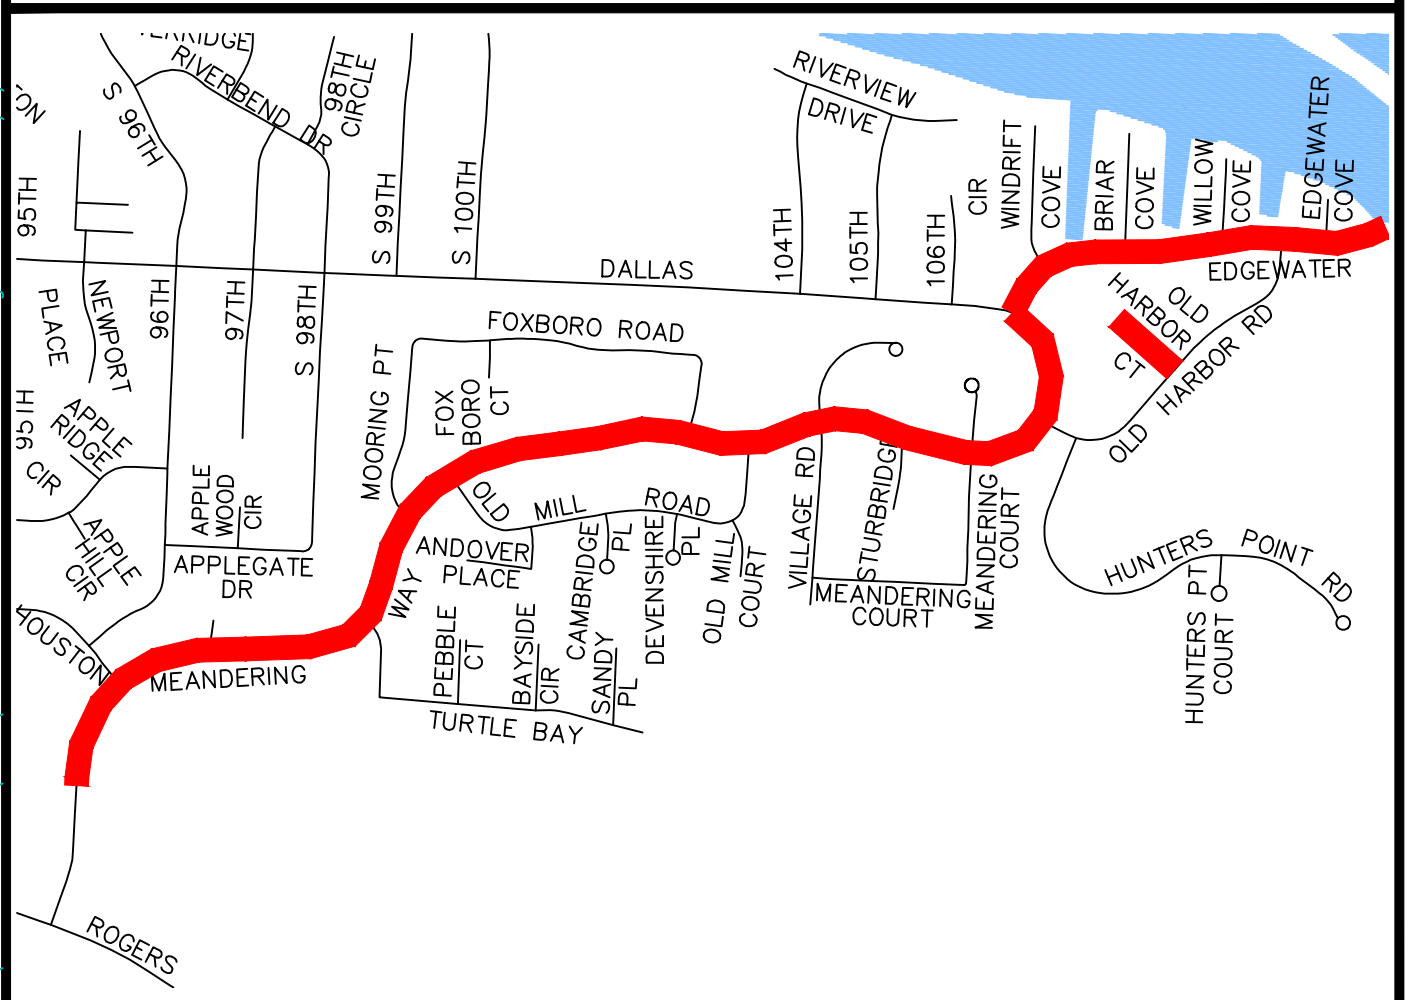 RIVERBEND DR
S 96TH
98TH
CIRCLE
95TH
S 99TH
S 100TH
RIVERVIEW
DRIVE
104TH
105TH
106TH
CIR
WINDRIFT
COVE
BRIAR
COVE
WILLOW
COVE
EDGEWATER
COVE
EDGEWATER
DALLAS
PLACE
NEWPORT
96TH
97TH
S 98TH
FOXBORO ROAD
MOORING PT
FOX
BORO
CT
OLD
HARBOR
CT
OLD HARBOR RD
95TH
CIR
APPLE
RIDGE
APPLE
HILL
CIR
APPLE
WOOD
CIR
APPLEGATE
DR
OLD MILL ROAD
ANDOVER
PLACE
CAMBRIDGE
PL
DEVENSHIRE
PL
OLD MILL
COURT
VILLAGE RD
STURBRIDGE
MEANDERING
COURT
MEANDERING
COURT
HUNTERS POINT RD
HUNTERS PT
COURT
HOUSTON
MEANDERING WAY
PEBBLE
CT
BAYSIDE
CIR
SANDY
PL
TURTLE BAY
ROGERS